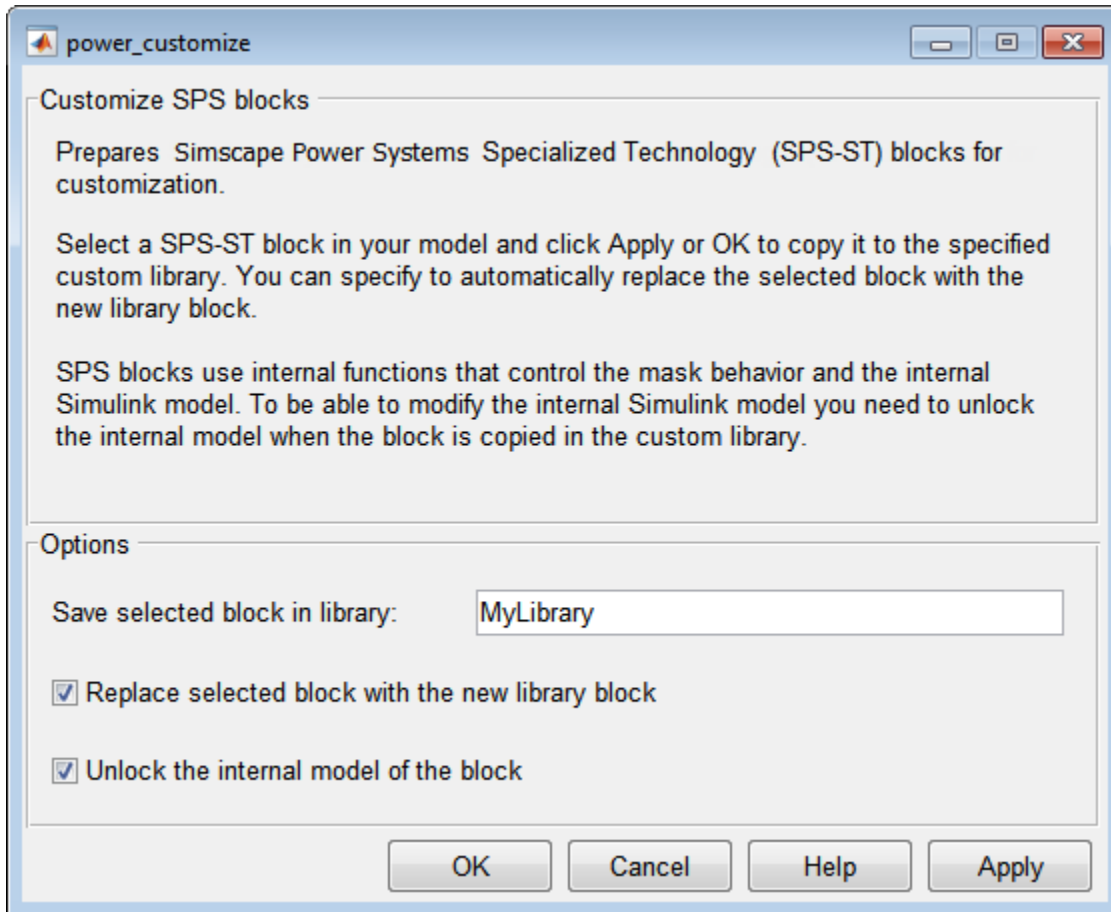 power_customize
Customize SPS blocks
Prepares Simscape Power Systems Specialized Technology (SPS-ST) blocks for
customization.
Select a SPS-ST block in your model and click Apply or OK to copy it to the specified
custom library. You can specify to automatically replace the selected block with the
new library block.
SPS blocks use internal functions that control the mask behavior and the internal
Simulink model. To be able to modify the internal Simulink model you need to unlock
the internal model when the block is copied in the custom library.
Options
Save selected block in library: MyLibrary
Replace selected block with the new library block
Unlock the internal model of the block
OK Cancel Help Apply